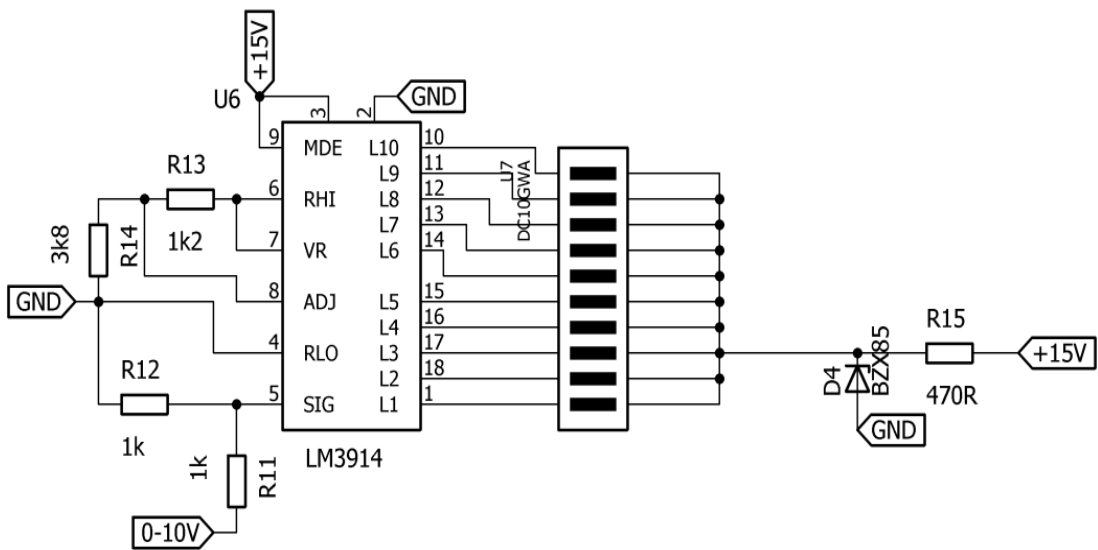 +15V
U6
3
2
GND
9
MDE
L10
10
R13
L9
11
U7
6
RHI
L8
12
DC10GWA
L7
13
3k8
R14
1k2
7
VR
L6
14
GND
8
ADJ
L5
15
L4
16
R15
4
RLO
L3
17
BZX85
+15V
R12
L2
18
D4
470R
5
SIG
L1
1
GND
1k
1k
R11
LM3914
0-10V